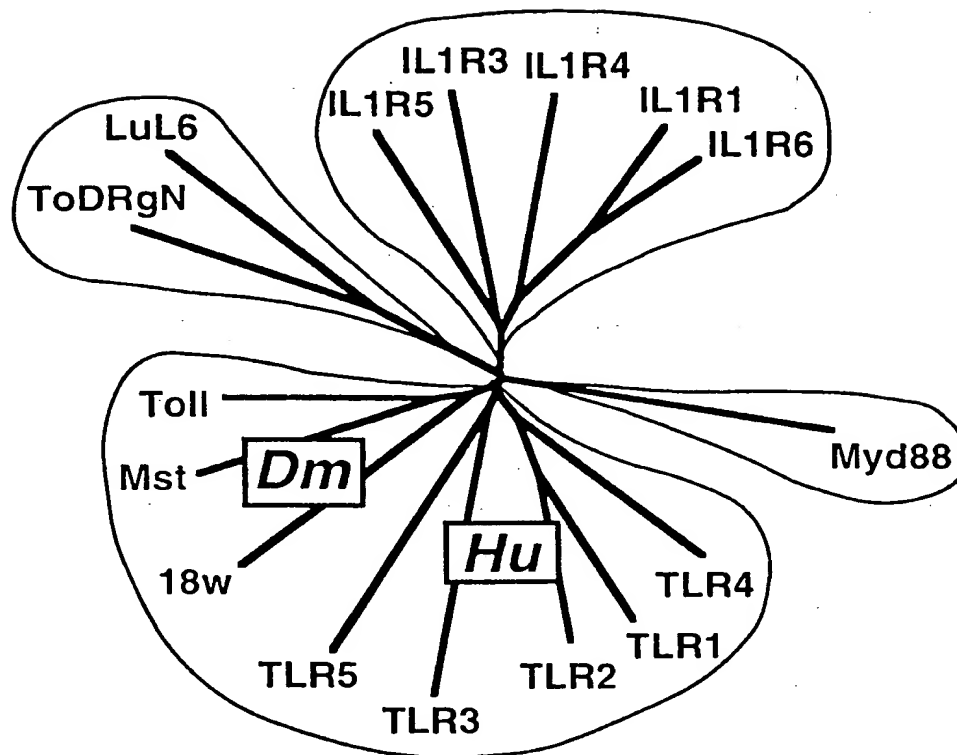 IL1R3
IL1R4
IL1R5
IL1R1
LuL6
IL1R6
ToDRgN
Toll
Myd88
Mst
Dm
Hu
18w
TLR4
TLR1
TLR5
TLR2
TLR3